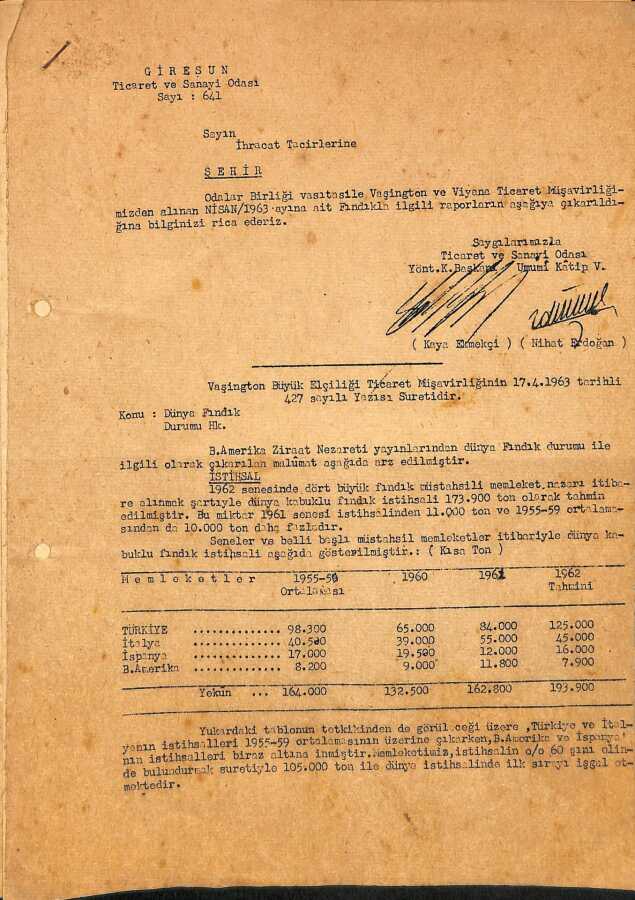 GİRESUN
Ticaret ve Sanayi Odası
Sayı : 641
Sayın
İhracat Tacirlerine
ŞEHİR
Odalar Birliği vasıtasile Vaşington ve Viyana Ticaret Müşavirliği-
mizden alınan NİSAN/1963 ayına ait Fındıkla ilgili raporların aşağıya çıkarıldı-
ğına bilginizi rica ederiz.
Saygılarımızla
Ticaret ve Sanayi Odası
Yönt.K.Başkanı Umumî Kâtip V.
( Kaya Ekmekçi ) ( Nihat Erdoğan )
Vaşington Büyük Elçiliği Ticaret Müşavirliğinin 17.4.1963 tarihli
427 sayılı Yazısı Suretidir.
Konu : Dünya Fındık
Durumu Hk.
B.Amerika Ziraat Nezareti yayınlarından dünya Fındık durumu ile
ilgili olarak çıkarılan malûmat aşağıda arz edilmiştir.
İSTİHSAL
1962 senesinde dört büyük fındık müstahsili memleket nazarı itiba-
re alınmak şartıyle dünya kabuklu fındık istihsali 173.900 ton olarak tahmin
edilmiştir. Bu miktar 1961 senesi istihsalinden 11.000 ton ve 1955-59 ortalama-
sından da 10.000 ton daha fazladır.
Seneler ve belli başlı müstahsil memleketler itibariyle dünya ka-
buklu fındık istihsali aşağıda gösterilmiştir.: ( Kısa Ton )
Memleketler 1955-59 1960 1961 1962
Ortalaması Tahmini
TÜRKİYE .............. 98.300 65.000 84.000 125.000
İtalya .............. 40.500 39.000 55.000 45.000
İspanya .............. 17.000 19.500 12.000 16.000
B.Amerika .............. 8.200 9.000 11.800 7.900
Yekün ... 164.000 132.500 162.800 193.900
Yukardaki tablonun tetkikinden de görüleceği üzere ,Türkiye ve İtal-
yanın istihsalleri 1955-59 ortalamasının üzerine çıkarken,B.Amerika ve İspanya'
nın istihsalleri biraz altına inmiştir.Memleketimiz,istihsalin o/o 60 şını elin-
de bulundurmak suretiyle 105.000 ton ile dünya istihsalinde ilk sırayı işgal et-
mektedir.